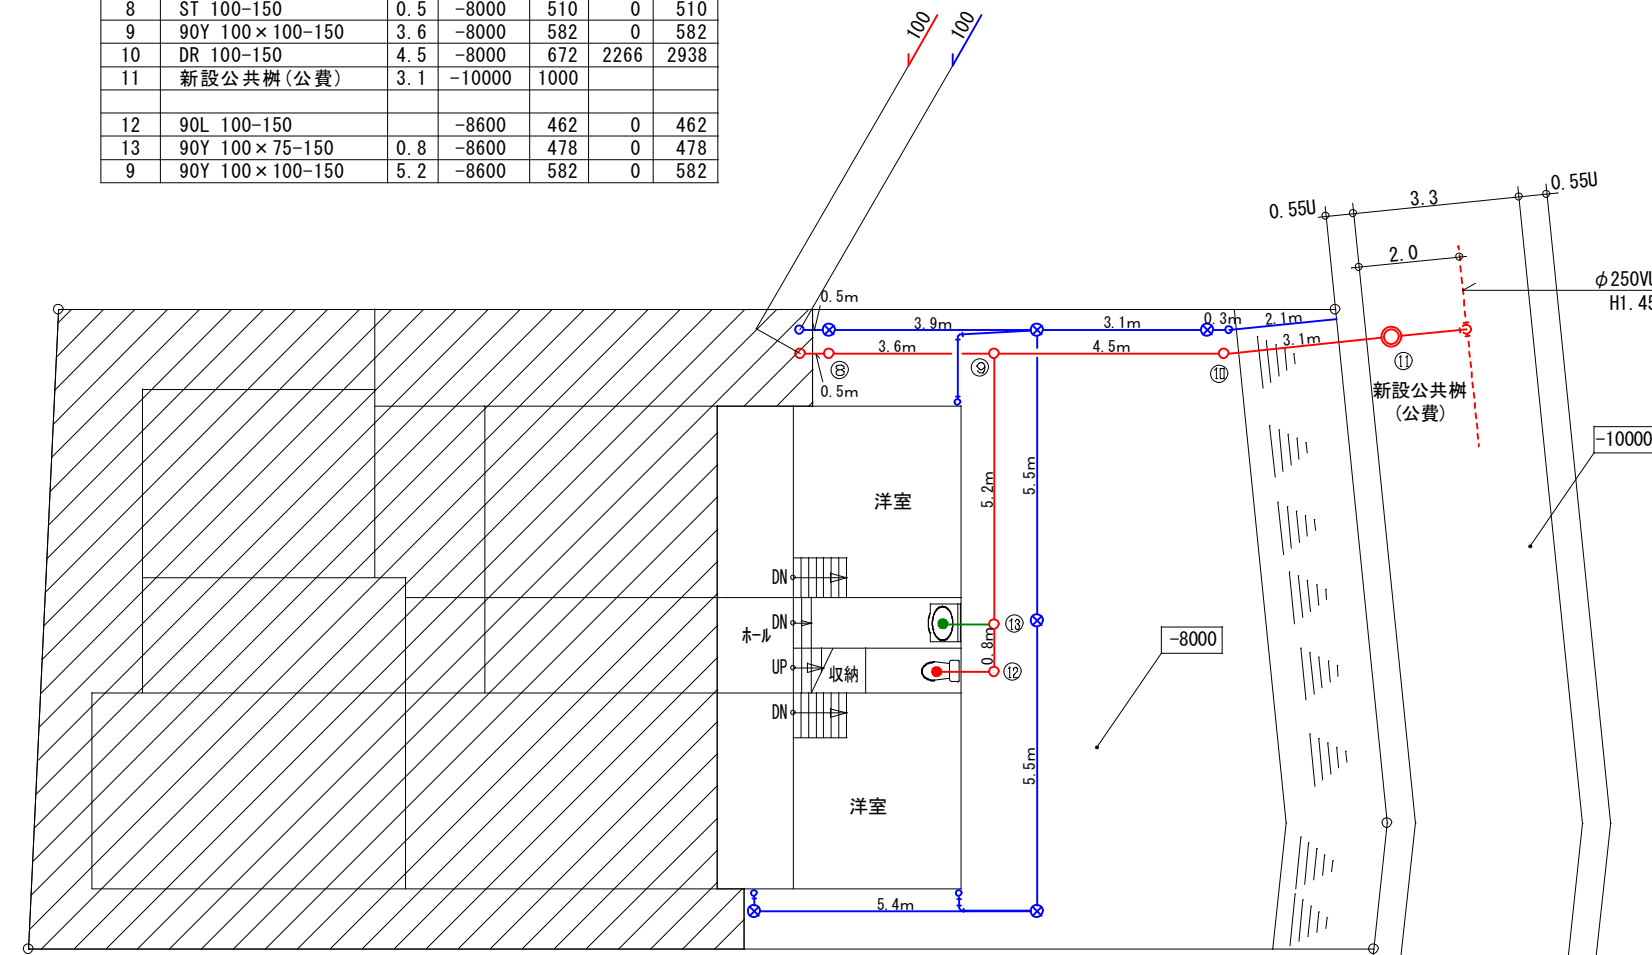 8 ST 100-150 0.5 -8000 510 0 510
9 90Y 100×100-150 3.6 -8000 582 0 582
10 DR 100-150 4.5 -8000 672 2266 2938
11 新設公共桝(公費) 3.1 -10000 1000
12 90L 100-150 -8600 462 0 462
13 90Y 100×75-150 0.8 -8600 478 0 478
9 90Y 100×100-150 5.2 -8600 582 0 582
100
100
0.55U
3.3
0.55U
2.0
φ250VU
H1.45
0.5m
3.9m
3.1m
0.3m
2.1m
3.6m
4.5m
3.1m
⑧
⑨
⑩
⑪
0.5m
新設公共桝
(公費)
-10000
洋室
5.2m
5.5m
DN
DN
ホール
⑬
0.8m
-8000
UP
収納
⑫
DN
5.5m
洋室
5.4m